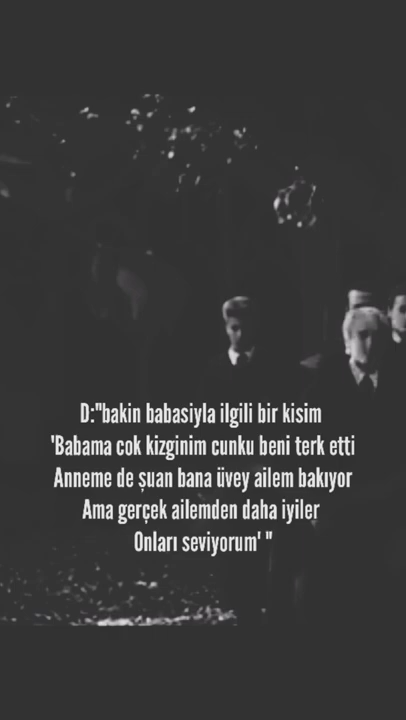 D:"bakin babasiyla ilgili bir kisim
'Babama cok kizginim cunku beni terk etti
Anneme de şuan bana üvey ailem bakıyor
Ama gerçek ailemden daha iyiler
Onları seviyorum' "